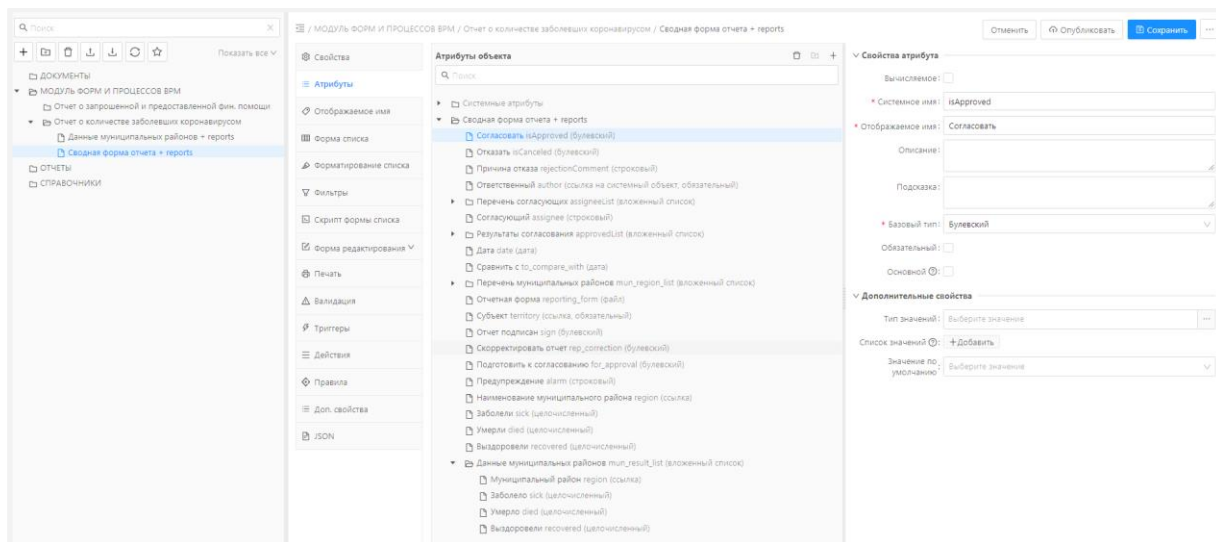 Поиск
Показать все
ДОКУМЕНТЫ
МОДУЛЬ ФОРМ И ПРОЦЕССОВ BPM
Отчет о запрошенной и предоставленной фин. помощи
Отчет о количестве заболевших коронавирусом
Данные муниципальных районов + reports
Сводная форма отчета + reports
ОТЧЕТЫ
СПРАВОЧНИКИ
/ МОДУЛЬ ФОРМ И ПРОЦЕССОВ BPM / Отчет о количестве заболевших коронавирусом / Сводная форма отчета + reports
Отменить
Опубликовать
Сохранить
Свойства
Атрибуты
Отображаемое имя
Форма списка
Форматирование списка
Фильтры
Скрипт формы списка
Форма редактирования
Печать
Валидация
Триггеры
Действия
Правила
Доп. свойства
JSON
Атрибуты объекта
Поиск
Системные атрибуты
Сводная форма отчета + reports
Согласовать isApproved (булевский)
Отказать isCanceled (булевский)
Причина отказа rejectionComment (строковый)
Ответственный author (ссылка на системный объект, обязательный)
Перечень согласующих assigneeList (вложенный список)
Согласующий assignee (строковый)
Результаты согласования approvedList (вложенный список)
Дата date (дата)
Сравнить с to_compare_with (дата)
Перечень муниципальных районов mun_region_list (вложенный список)
Отчетная форма reporting_form (файл)
Субъект territory (ссылка, обязательный)
Отчет подписан sign (булевский)
Скорректировать отчет rep_correction (булевский)
Подготовить к согласованию for_approval (булевский)
Предупреждение alarm (строковый)
Наименование муниципального района region (ссылка)
Заболели sick (целочисленный)
Умерли died (целочисленный)
Выздоровели recovered (целочисленный)
Данные муниципальных районов mun_result_list (вложенный список)
Муниципальный район region (ссылка)
Заболело sick (целочисленный)
Умерло died (целочисленный)
Выздоровели recovered (целочисленный)
Свойства атрибута
Вычисляемое:
* Системное имя: isApproved
* Отображаемое имя: Согласовать
Описание:
Подсказка:
* Базовый тип: Булевский
Обязательный:
Основной:
Дополнительные свойства
Тип значений: Выберите значение
Список значений: + Добавить
Значение по умолчанию: Выберите значение